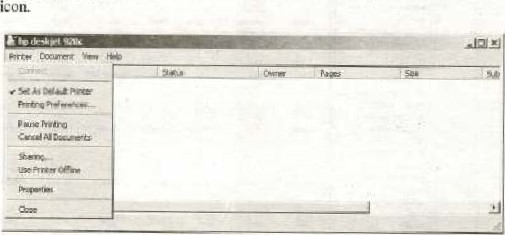 icon.
hp deskjet 920c
Printer Document View Help
Connect Status Owner Pages Size Sub
Set As Default Printer
Printing Preferences...
Pause Printing
Cancel All Documents
Sharing...
Use Printer Offline
Properties
Close